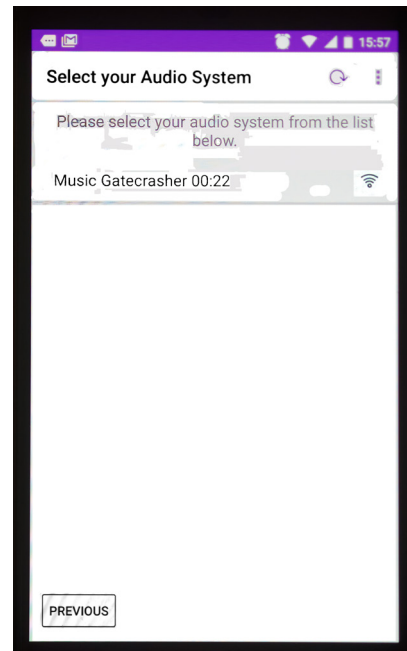 15:57
Select your Audio System
Please select your audio system from the list
below.
Music Gatecrasher 00:22
PREVIOUS